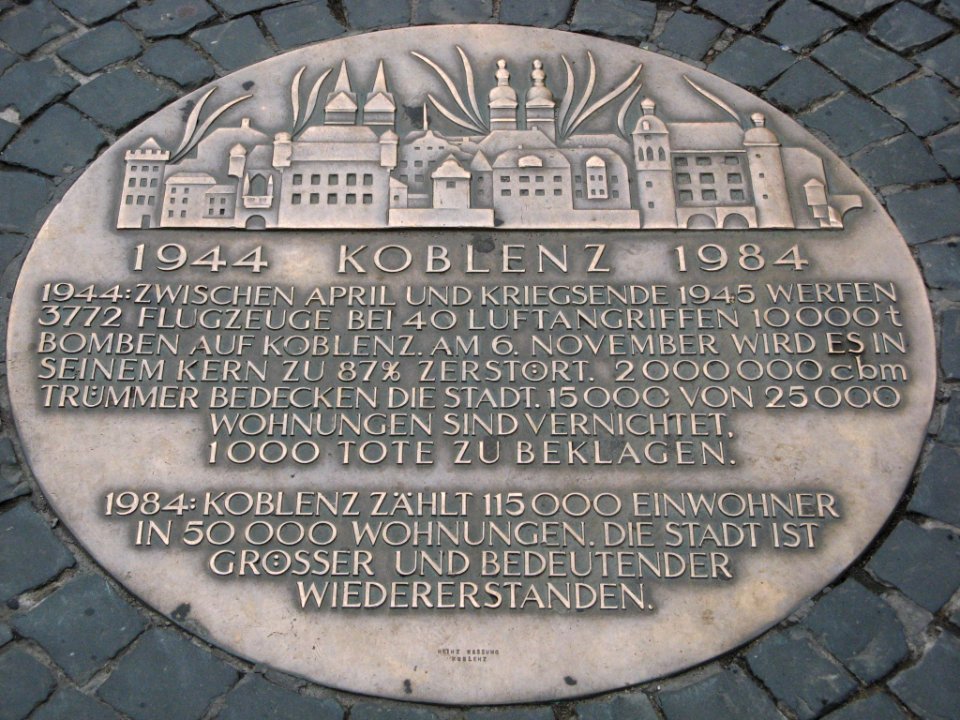 1944 KOBLENZ 1984
1944: ZWISCHEN APRIL UND KRIEGSENDE 1945 WERFEN
3772 FLUGZEUGE BEI 40 LUFTANGRIFFEN 10000 t
BOMBEN AUF KOBLENZ. AM 6. NOVEMBER WIRD ES IN
SEINEM KERN ZU 87% ZERSTÖRT. 2000000 cbm
TRÜMMER BEDECKEN DIE STADT. 15000 VON 25000
WOHNUNGEN SIND VERNICHTET,
1000 TOTE ZU BEKLAGEN.
1984: KOBLENZ ZÄHLT 115000 EINWOHNER
IN 50000 WOHNUNGEN. DIE STADT IST
GRÖSSER UND BEDEUTENDER
WIEDERERSTANDEN.
HEINZ
KOBLENZ